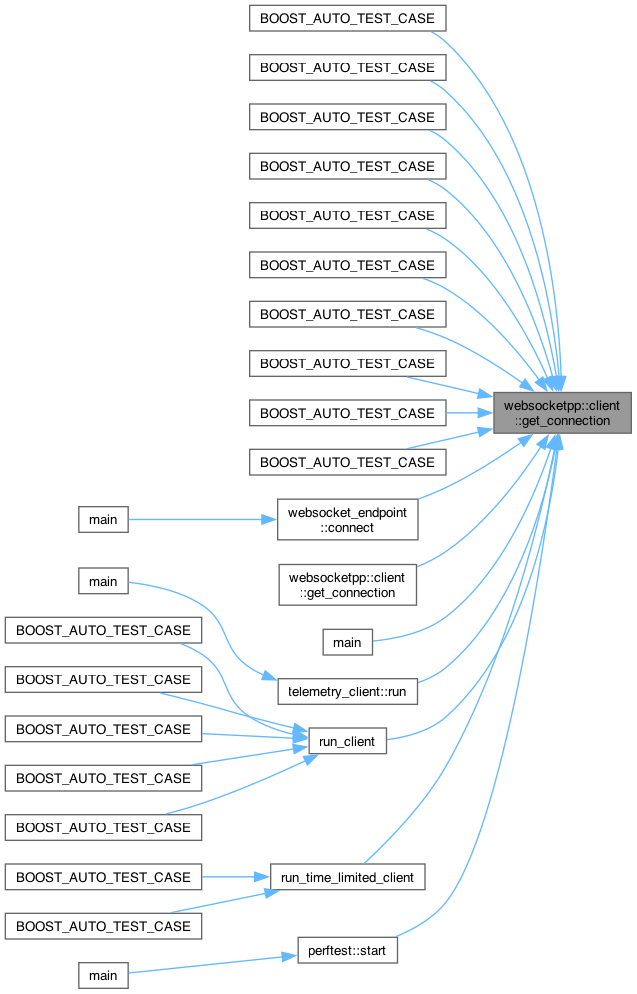 BOOST_AUTO_TEST_CASE
BOOST_AUTO_TEST_CASE
BOOST_AUTO_TEST_CASE
BOOST_AUTO_TEST_CASE
BOOST_AUTO_TEST_CASE
BOOST_AUTO_TEST_CASE
BOOST_AUTO_TEST_CASE
BOOST_AUTO_TEST_CASE
websocketpp::client
::get_connection
BOOST_AUTO_TEST_CASE
BOOST_AUTO_TEST_CASE
main
websocket_endpoint
::connect
main
websocketpp::client
::get_connection
BOOST_AUTO_TEST_CASE
main
BOOST_AUTO_TEST_CASE
telemetry_client::run
BOOST_AUTO_TEST_CASE
run_client
BOOST_AUTO_TEST_CASE
BOOST_AUTO_TEST_CASE
BOOST_AUTO_TEST_CASE
run_time_limited_client
BOOST_AUTO_TEST_CASE
perftest::start
main